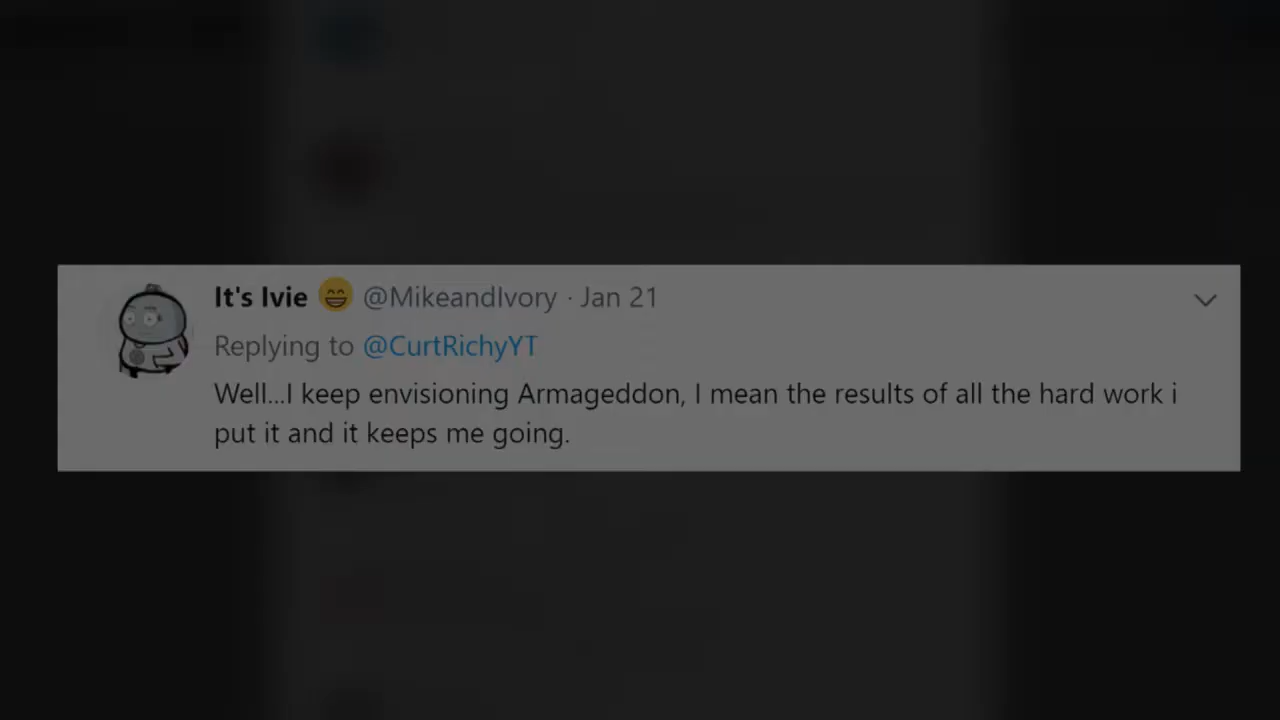 It's Ivie 😄 @MikeandIvory · Jan 21
Replying to @CurtRichyYT
Well...I keep envisioning Armageddon, I mean the results of all the hard work i
put it and it keeps me going.